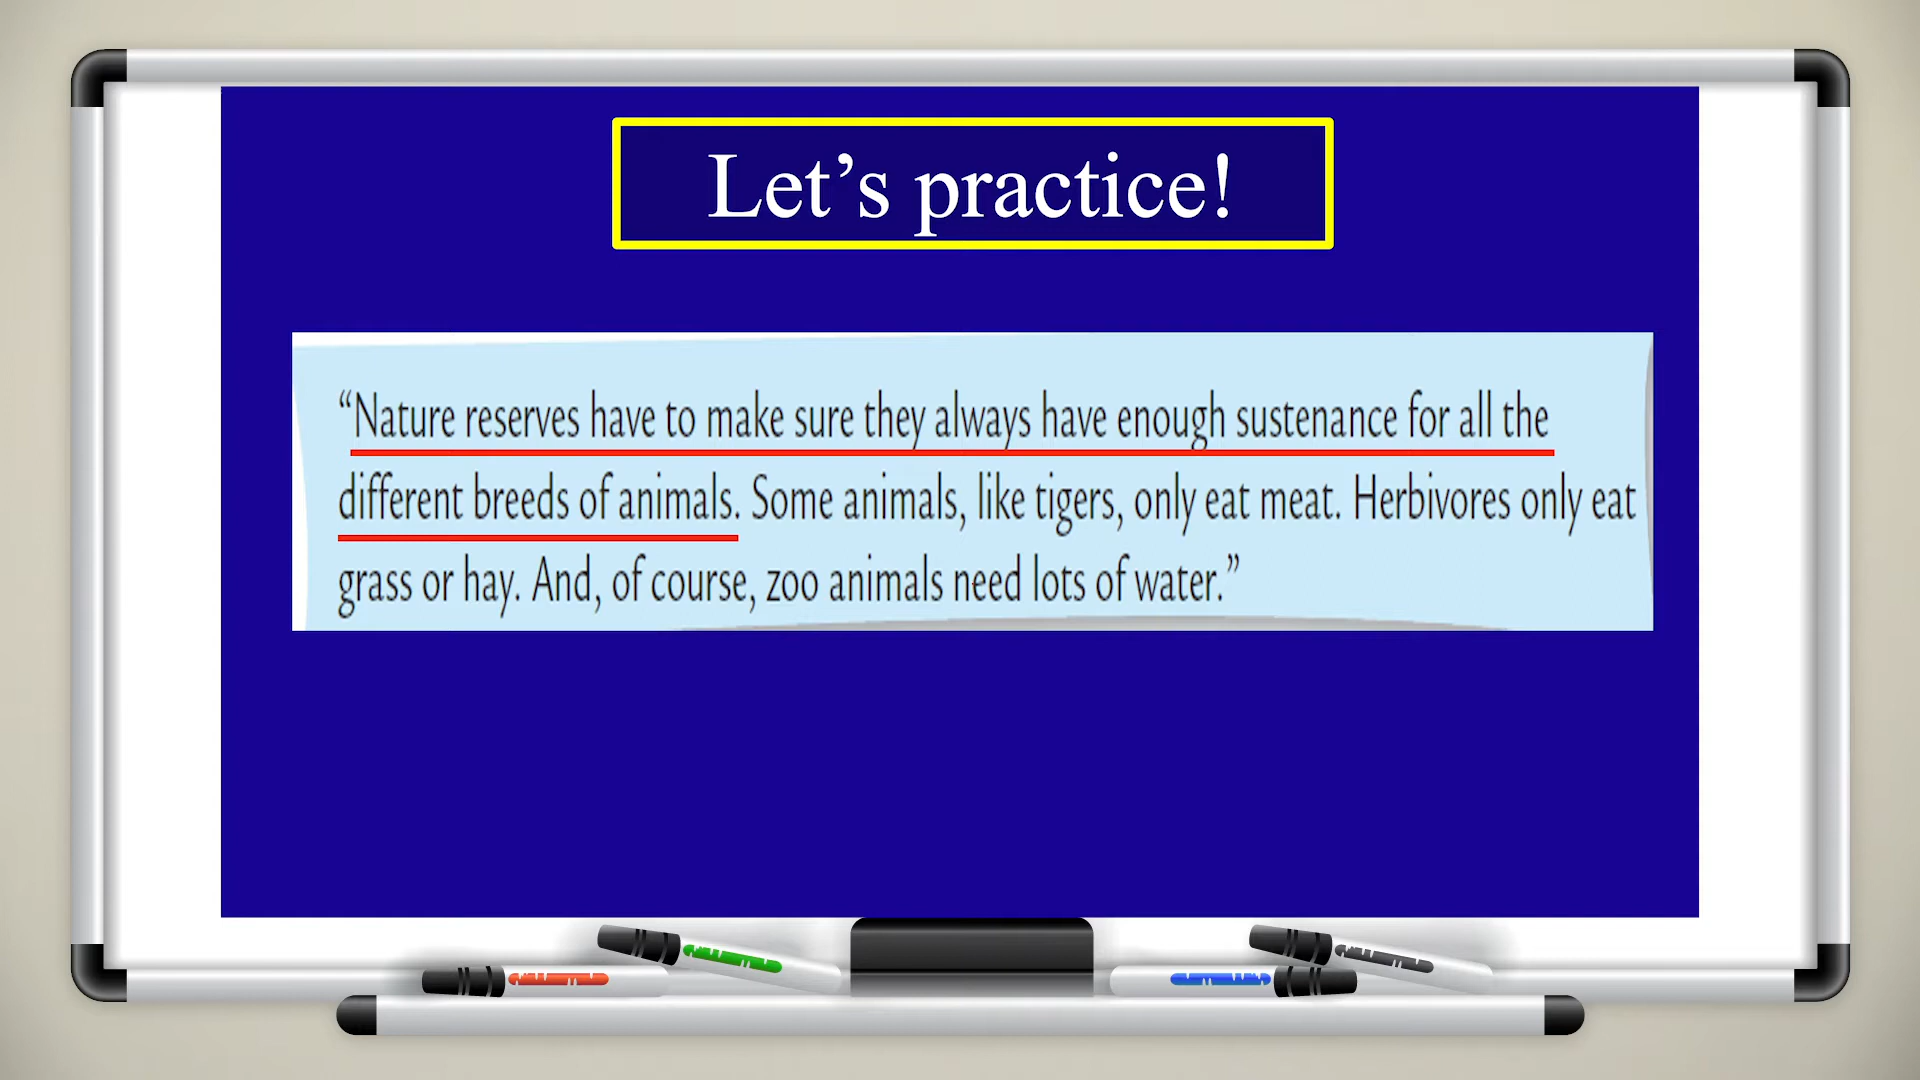 Let’s practice!
“Nature reserves have to make sure they always have enough sustenance for all the
different breeds of animals. Some animals, like tigers, only eat meat. Herbivores only eat
grass or hay. And, of course, zoo animals need lots of water.”